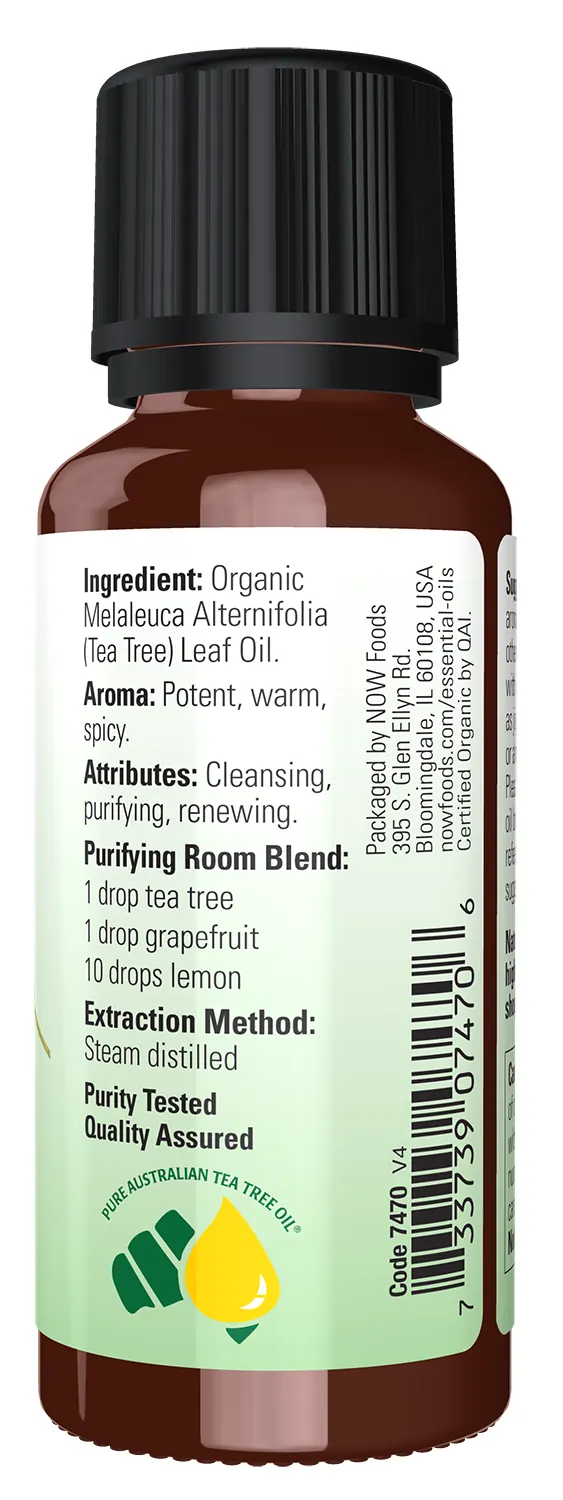 Ingredient: Organic
Melaleuca Alternifolia
(Tea Tree) Leaf Oil.
Aroma: Potent, warm,
spicy.
Attributes: Cleansing,
purifying, renewing.
Purifying Room Blend:
1 drop tea tree
1 drop grapefruit
10 drops lemon
Extraction Method:
Steam distilled
Purity Tested
Quality Assured
PURE AUSTRALIAN TEA TREE OIL®
Packaged by NOW Foods
395 S. Glen Ellyn Rd.
Bloomingdale, IL 60108, USA
nowfoods.com/essential-oils
Certified Organic by QAI.
Code 7470 V4
7 33739 07470 6